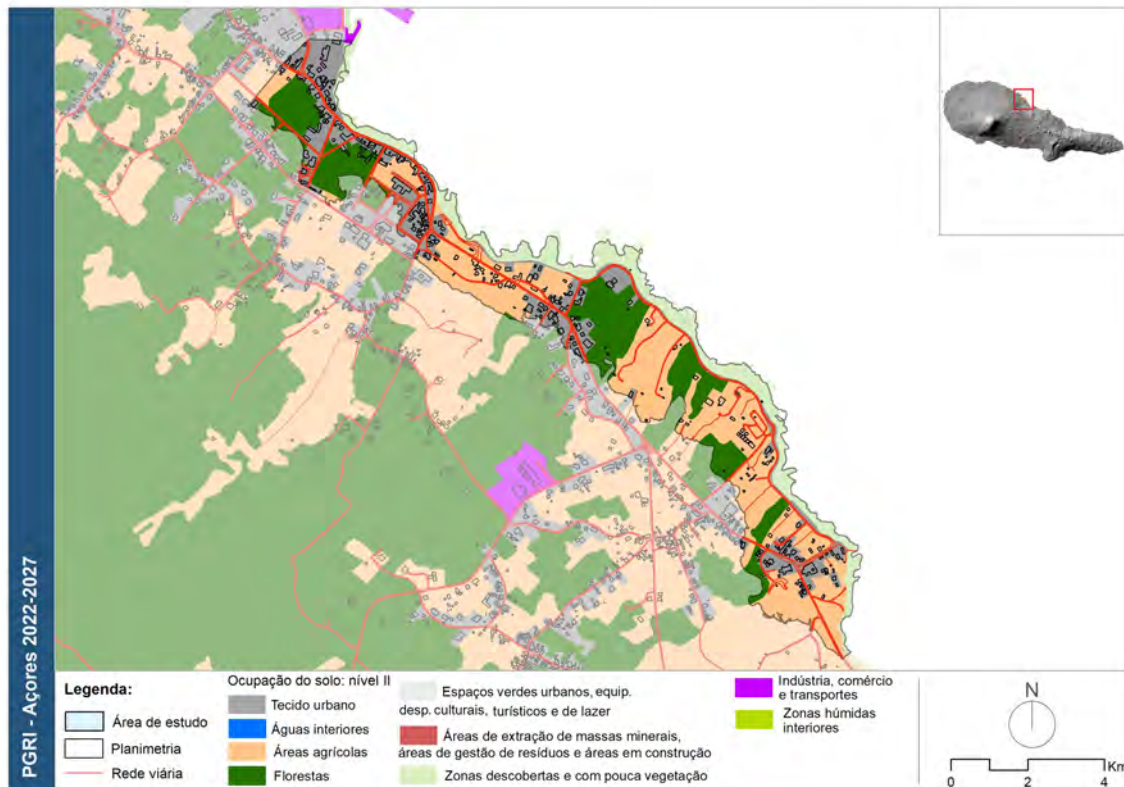 PGRI - Açores 2022-2027
Legenda:
Área de estudo
Planimetria
Rede viária
Ocupação do solo: nível II
Tecido urbano
Águas interiores
Áreas agrícolas
Florestas
Espaços verdes urbanos, equip.
desp. culturais, turísticos e de lazer
Áreas de extração de massas minerais,
áreas de gestão de resíduos e áreas em construção
Zonas descobertas e com pouca vegetação
Indústria, comércio
e transportes
Zonas húmidas
interiores
N
Km
0 2 4